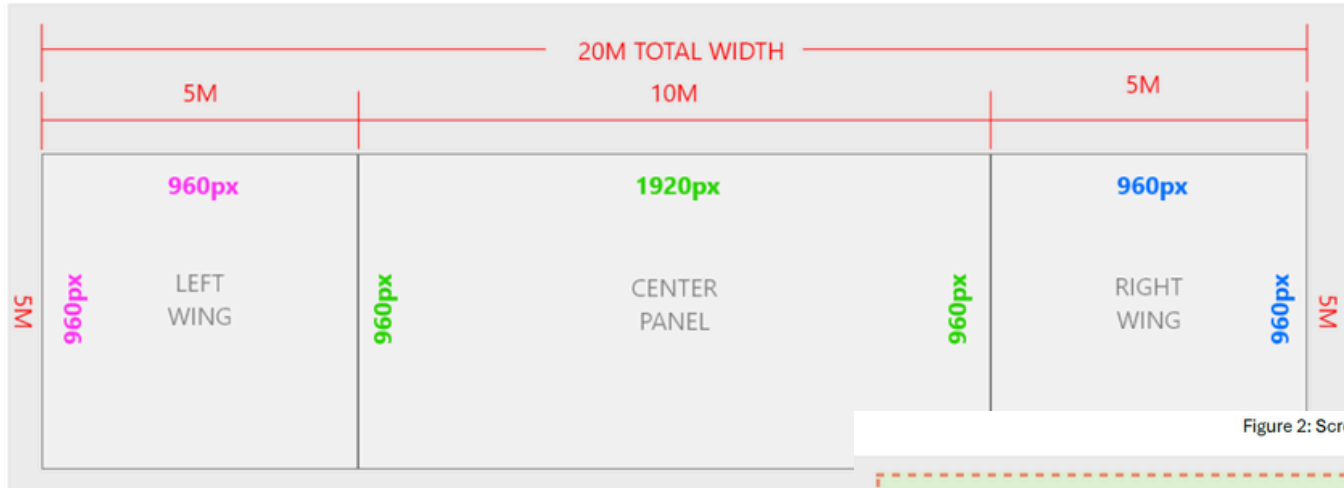 20M TOTAL WIDTH
5M 10M 5M
960px 1920px 960px
5M 960px LEFT 960px CENTER 960px RIGHT 960px 5M
WING PANEL WING
Figure 2: